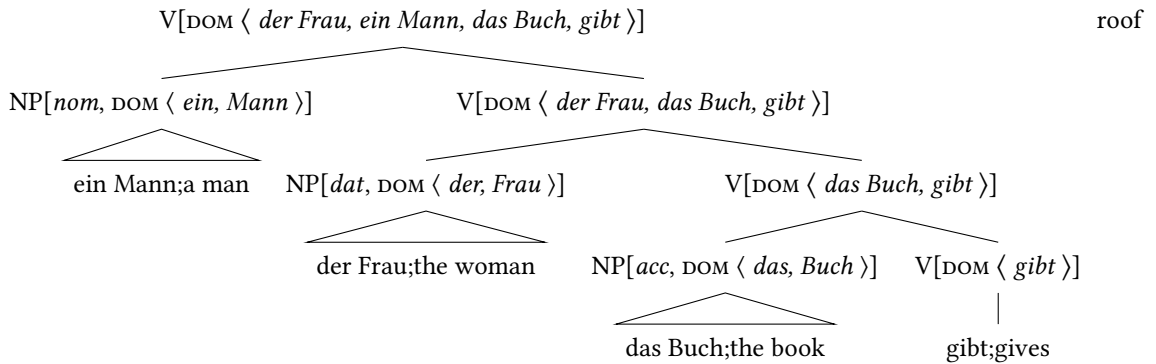 V[DOM ⟨ der Frau, ein Mann, das Buch, gibt ⟩] roof
NP[nom, DOM ⟨ ein, Mann ⟩] V[DOM ⟨ der Frau, das Buch, gibt ⟩]
ein Mann;a man NP[dat, DOM ⟨ der, Frau ⟩] V[DOM ⟨ das Buch, gibt ⟩]
der Frau;the woman NP[acc, DOM ⟨ das, Buch ⟩] V[DOM ⟨ gibt ⟩]
das Buch;the book gibt;gives